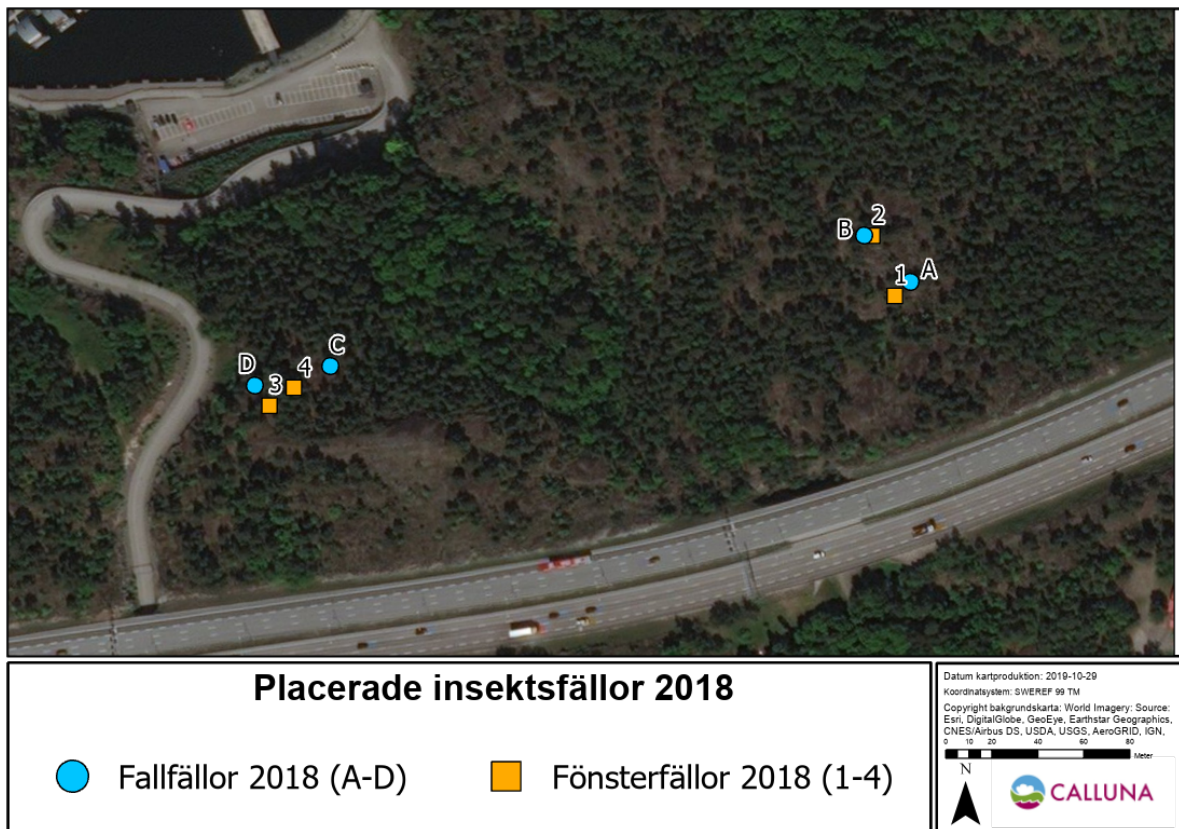 2
B
1 A
C
4
D
3
Placerade insektsfällor 2018
Fallfällor 2018 (A-D)
Fönsterfällor 2018 (1-4)
Datum kartproduktion: 2019-10-29
Koordinatsystem: SWEREF 99 TM
Copyright bakgrundskarta: World Imagery: Source:
Esri, DigitalGlobe, GeoEye, Earthstar Geographics,
CNES/Airbus DS, USDA, USGS, AeroGRID, IGN,
0 10 20 40 60 80
Meter
N
CALLUNA